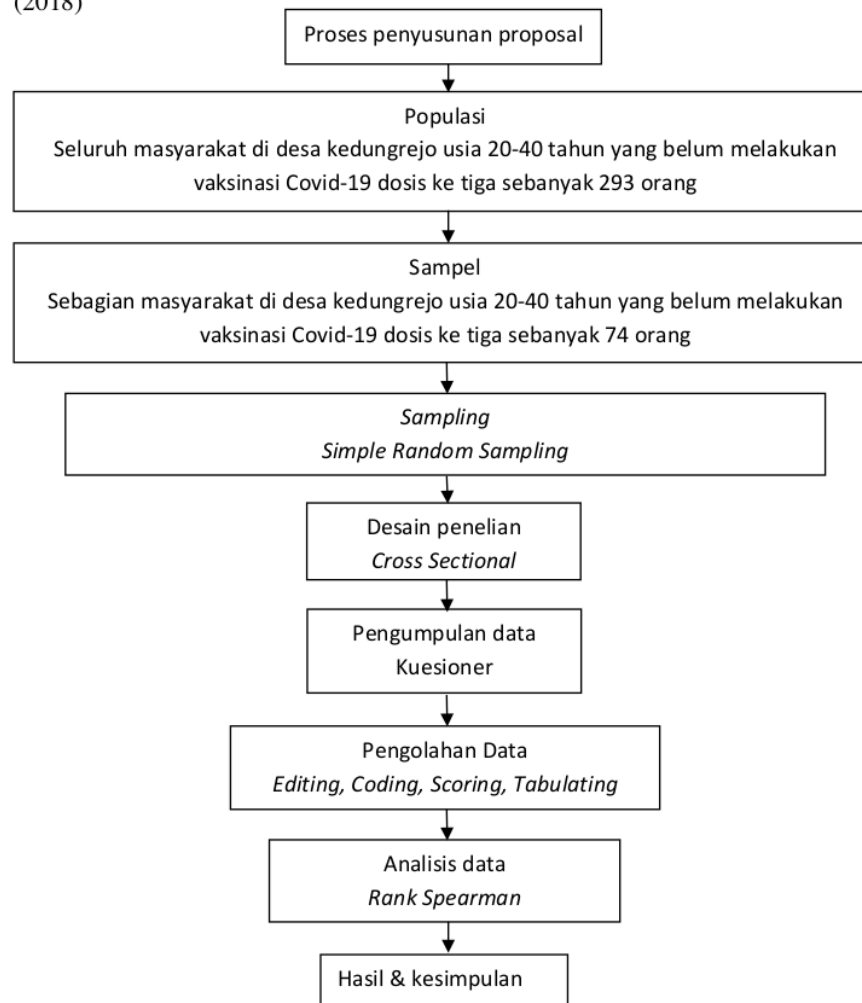 (2018)
Proses penyusunan proposal
Populasi
Seluruh masyarakat di desa kedungrejo usia 20-40 tahun yang belum melakukan
vaksinasi Covid-19 dosis ke tiga sebanyak 293 orang
Sampel
Sebagian masyarakat di desa kedungrejo usia 20-40 tahun yang belum melakukan
vaksinasi Covid-19 dosis ke tiga sebanyak 74 orang
Sampling
Simple Random Sampling
Desain penelian
Cross Sectional
Pengumpulan data
Kuesioner
Pengolahan Data
Editing, Coding, Scoring, Tabulating
Analisis data
Rank Spearman
Hasil & kesimpulan